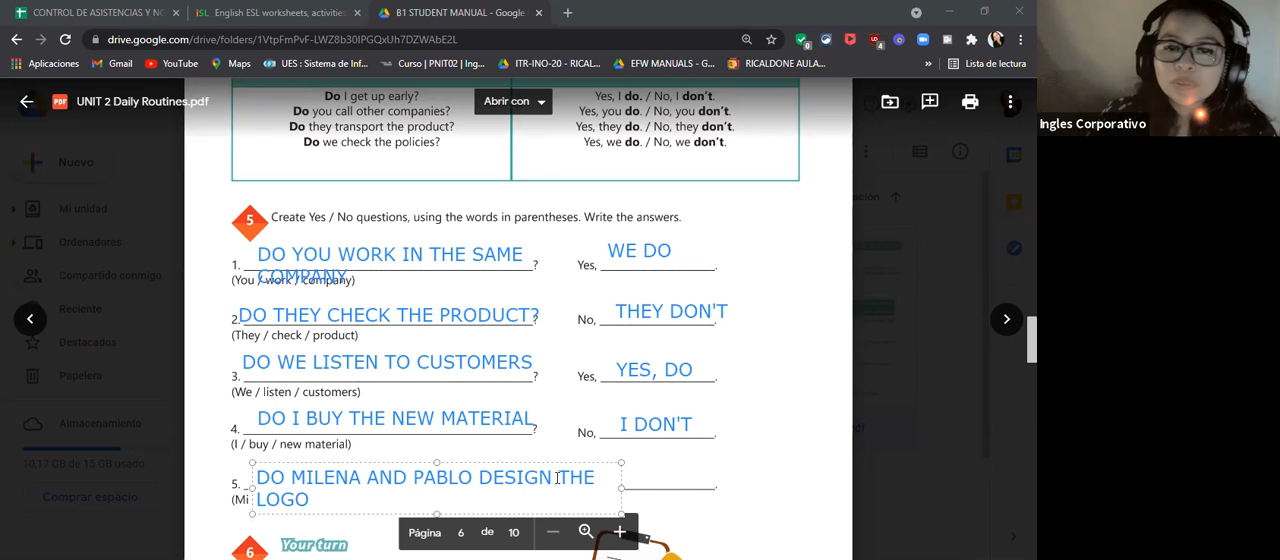 CONTROL DE ASISTENCIAS Y NO
iSL English ESL worksheets, activities
B1 STUDENT MANUAL - Google
drive.google.com/drive/folders/1VtpFmPvF-LWZ8b30IPGQxUh7DZWAbE2L
Aplicaciones
Gmail
YouTube
Maps
UES : Sistema de Inf...
Curso | PNIT02 | Ing...
ITR-INO-20 - RICAL...
EFW MANUALS - G...
RICALDONE AULA...
»
Lista de lectura
PDF UNIT 2 Daily Routines.pdf
Abrir con
Ingles Corporativo
Nuevo
Mi unidad
Ordenadores
Compartido conmigo
Reciente
Destacados
Papelera
Almacenamiento
10,12 GB de 15 GB usado
Comprar espacio
Do I get up early? Yes, I do. / No, I don't.
Do you call other companies? Yes, you do. / No, you don't.
Do they transport the product? Yes, they do. / No, they don't.
Do we check the policies? Yes, we do. / No, we don't.
5 Create Yes / No questions, using the words in parentheses. Write the answers.
DO YOU WORK IN THE SAME
COMPANY
WE DO
1. ? Yes, .
(You / work / company)
DO THEY CHECK THE PRODUCT?
THEY DON'T
2. ? No, .
(They / check / product)
DO WE LISTEN TO CUSTOMERS
YES, DO
3. ? Yes, .
(We / listen / customers)
DO I BUY THE NEW MATERIAL
I DON'T
4. ? No, .
(I / buy / new material)
DO MILENA AND PABLO DESIGN THE
LOGO
5. .
(Mi
Página 6 de 10
6 Your turn